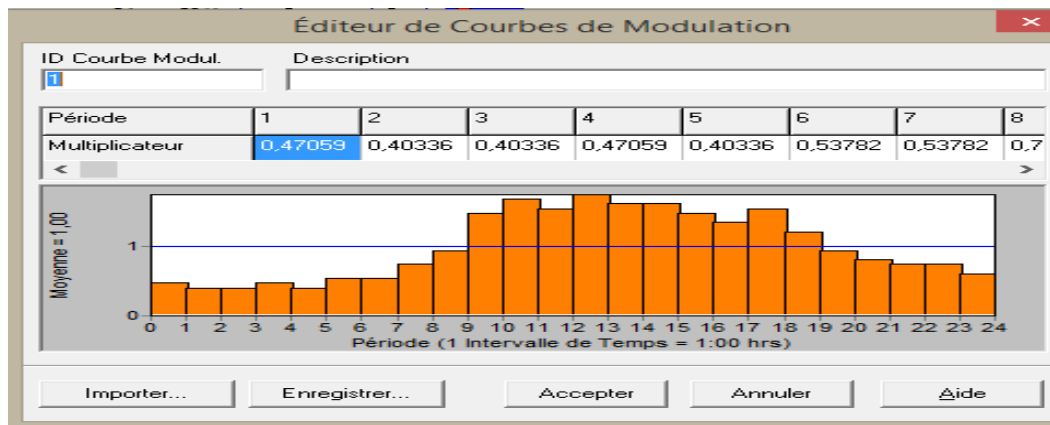 Éditeur de Courbes de Modulation
ID Courbe Modul. Description
1
Période 1 2 3 4 5 6 7 8
Multiplicateur 0,47059 0,40336 0,40336 0,47059 0,40336 0,53782 0,53782 0,7
Moyenne = 1,00
1
0
0 1 2 3 4 5 6 7 8 9 10 11 12 13 14 15 16 17 18 19 20 21 22 23 24
Période (1 Intervalle de Temps = 1:00 hrs)
Importer... Enregistrer... Accepter Annuler Aide